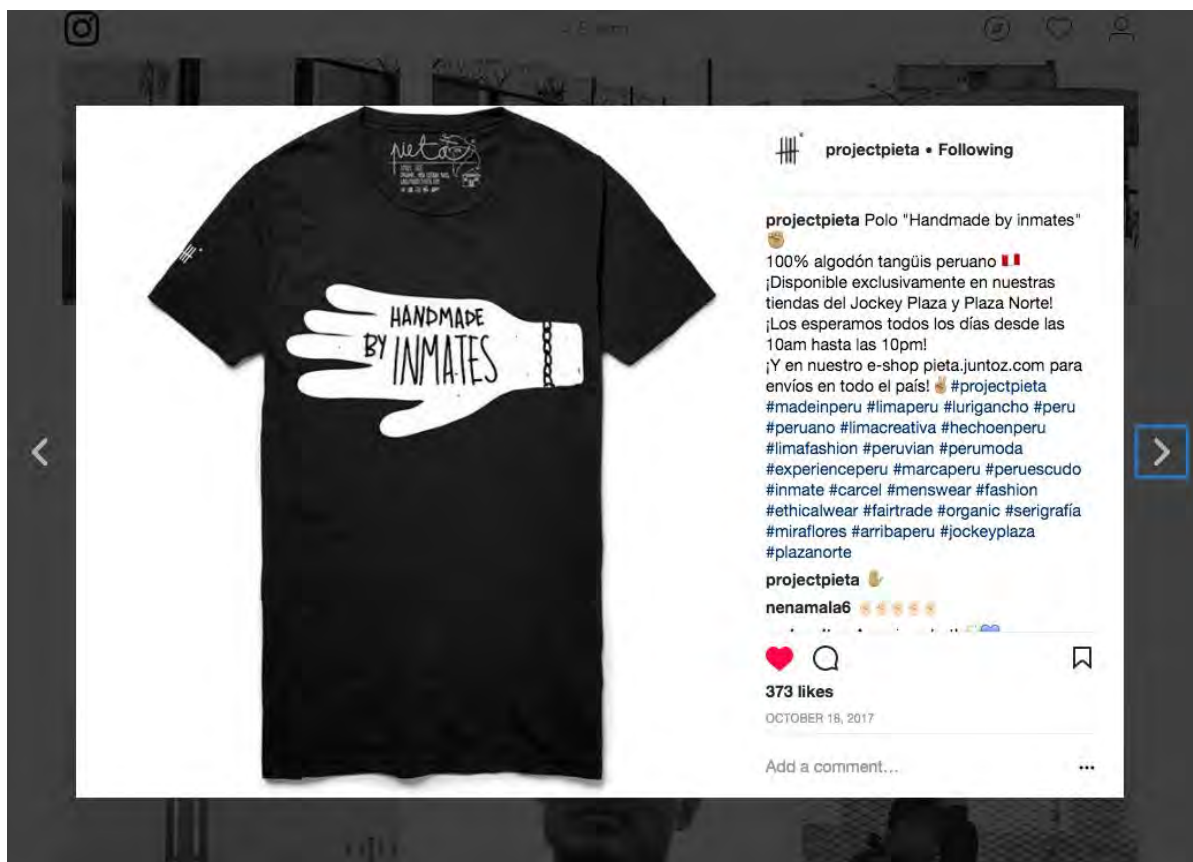 pieta
HANDMADE
BY INMATES
projectpieta • Following
projectpieta Polo "Handmade by inmates"
✊🏼
100% algodón tangüis peruano 🇵🇪
¡Disponible exclusivamente en nuestras
tiendas del Jockey Plaza y Plaza Norte!
¡Los esperamos todos los días desde las
10am hasta las 10pm!
¡Y en nuestro e-shop pieta.juntoz.com para
envíos en todo el país!✌🏼#projectpieta
#madeinperu #limaperu #lurigancho #peru
#peruano #limacreativa #hechoenperu
#limafashion #peruvian #perumoda
#experienceperu #marcaperu #peruescudo
#inmate #carcel #menswear #fashion
#ethicalwear #fairtrade #organic #serigrafía
#miraflores #arribaperu #jockeyplaza
#plazanorte
projectpieta ✋🏼
nenamala6
373 likes
OCTOBER 18, 2017
Add a comment...